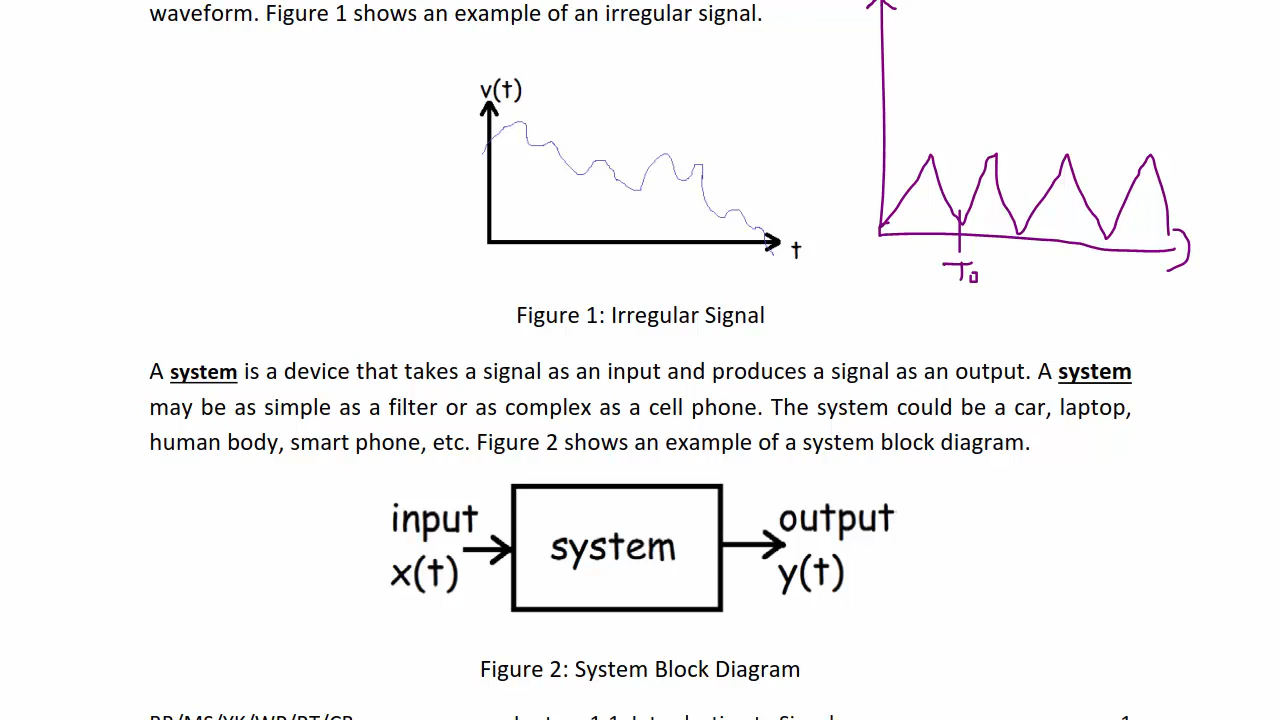 waveform. Figure 1 shows an example of an irregular signal.
v(t)
t
T0
Figure 1: Irregular Signal
A system is a device that takes a signal as an input and produces a signal as an output. A system
may be as simple as a filter or as complex as a cell phone. The system could be a car, laptop,
human body, smart phone, etc. Figure 2 shows an example of a system block diagram.
input
x(t)
system
output
y(t)
Figure 2: System Block Diagram